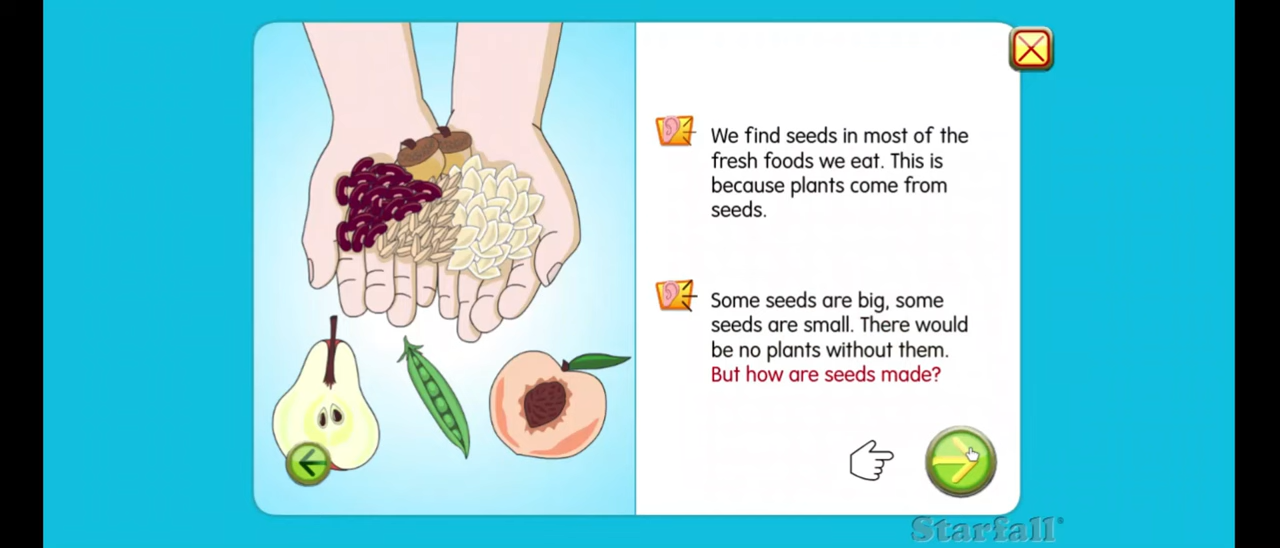 We find seeds in most of the
fresh foods we eat. This is
because plants come from
seeds.
Some seeds are big, some
seeds are small. There would
be no plants without them.
But how are seeds made?
Starfall